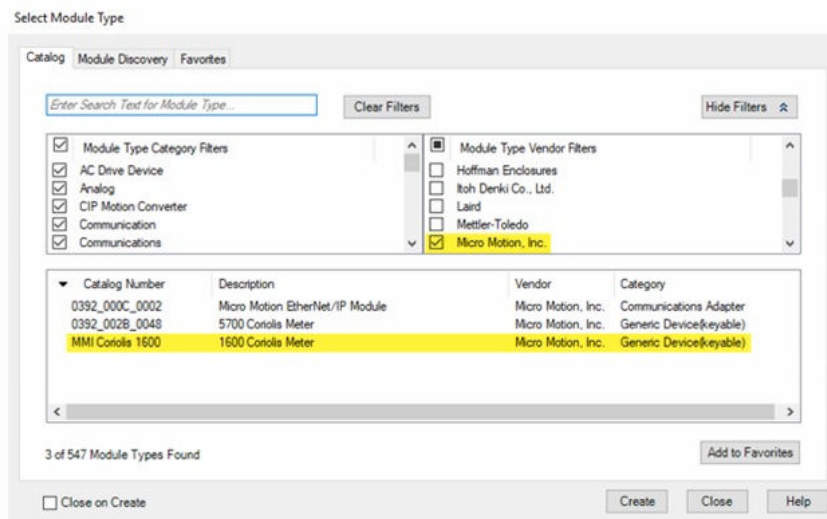 Select Module Type
Catalog Module Discovery Favorites
Enter Search Text for Module Type... Clear Filters Hide Filters
Module Type Category Filters Module Type Vendor Filters
AC Drive Device Hoffman Enclosures
Analog Itoh Denki Co., Ltd.
CIP Motion Converter Laird
Communication Mettler-Toledo
Communications Micro Motion, Inc.
Catalog Number Description Vendor Category
0392_000C_0002 Micro Motion EtherNet/IP Module Micro Motion, Inc. Communications Adapter
0392_002B_0048 5700 Coriolis Meter Micro Motion, Inc. Generic Device(keyable)
MMI Coriolis 1600 1600 Coriolis Meter Micro Motion, Inc. Generic Device(keyable)
3 of 547 Module Types Found Add to Favorites
Close on Create Create Close Help